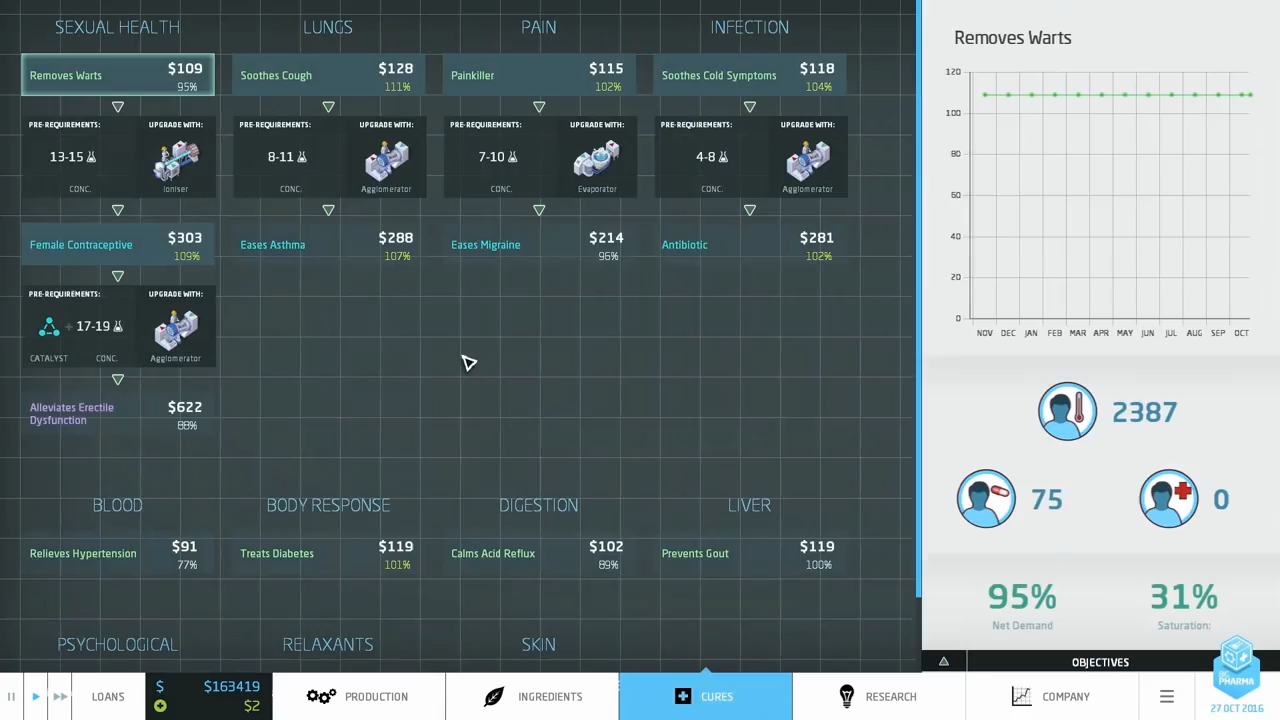 SEXUAL HEALTH LUNGS PAIN INFECTION
Removes Warts $109 95% Soothes Cough $128 111% Painkiller $115 102% Soothes Cold Symptoms $118 104%
PRE-REQUIREMENTS: UPGRADE WITH: PRE-REQUIREMENTS: UPGRADE WITH: PRE-REQUIREMENTS: UPGRADE WITH: PRE-REQUIREMENTS: UPGRADE WITH:
13-15 8-11 7-10 4-8
CONC. Ioniser CONC. Agglomerator CONC. Evaporator CONC. Agglomerator
Female Contraceptive $303 109% Eases Asthma $288 107% Eases Migraine $214 96% Antibiotic $281 102%
PRE-REQUIREMENTS: UPGRADE WITH:
+ 17-19
CATALYST CONC. Agglomerator
Alleviates Erectile
Dysfunction
$622
88%
BLOOD BODY RESPONSE DIGESTION LIVER
Relieves Hypertension $91 77% Treats Diabetes $119 101% Calms Acid Reflux $102 89% Prevents Gout $119 100%
PSYCHOLOGICAL RELAXANTS SKIN
Removes Warts
120
100
80
60
40
20
0
NOV DEC JAN FEB MAR APR MAY JUN JUL AUG SEP OCT
2387
75 0
95% 31%
Net Demand Saturation:
OBJECTIVES
LOANS $ $163419 PRODUCTION INGREDIENTS CURES RESEARCH COMPANY
$2
BIG PHARMA
27 OCT 2016